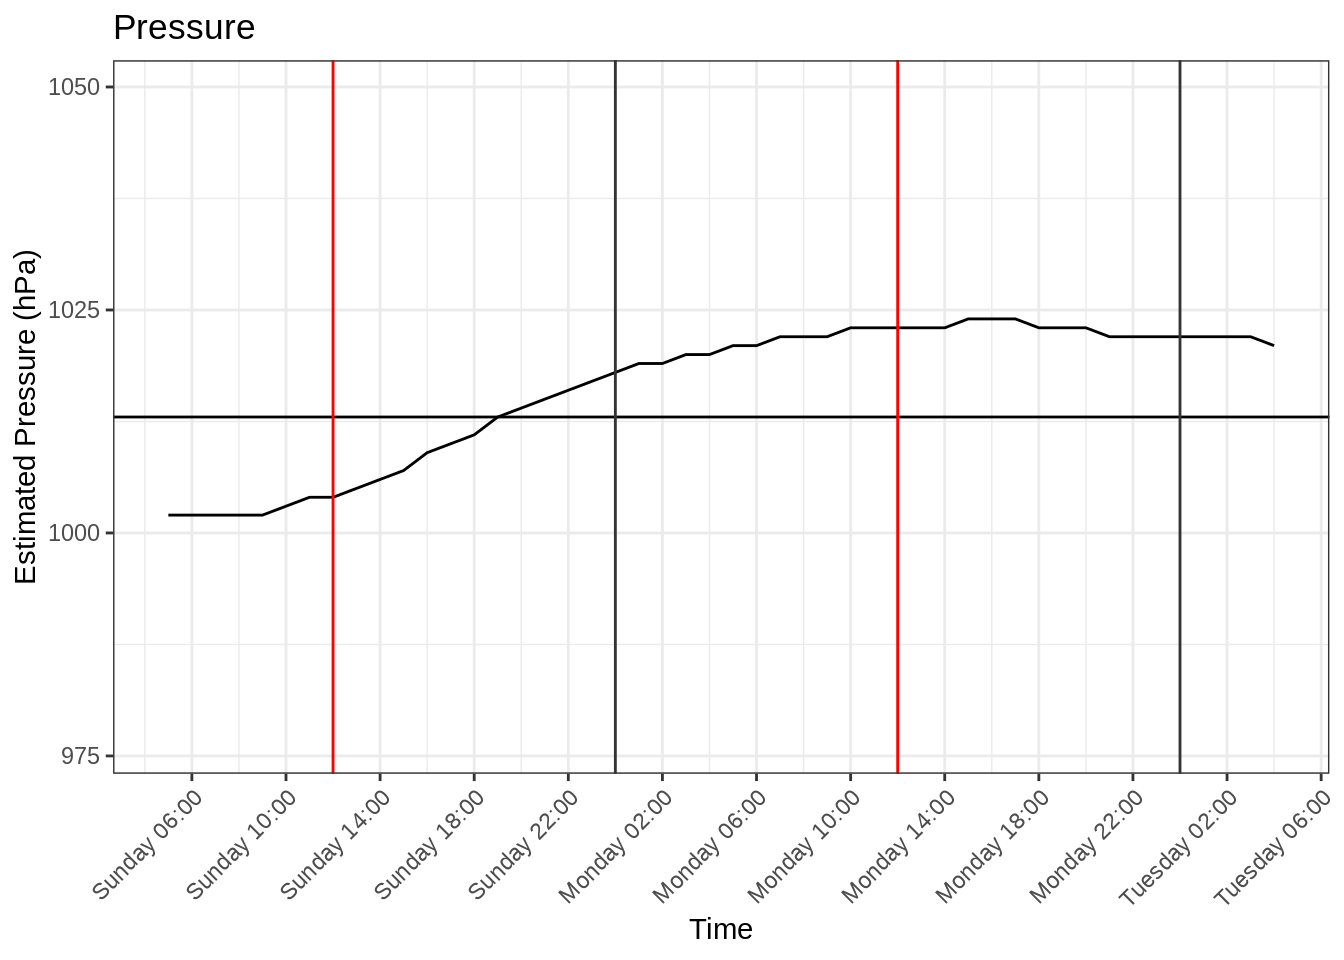 Pressure
Estimated Pressure (hPa)
1050
1025
1000
975
Sunday 06:00
Sunday 10:00
Sunday 14:00
Sunday 18:00
Sunday 22:00
Monday 02:00
Monday 06:00
Monday 10:00
Monday 14:00
Monday 18:00
Monday 22:00
Tuesday 02:00
Tuesday 06:00
Time